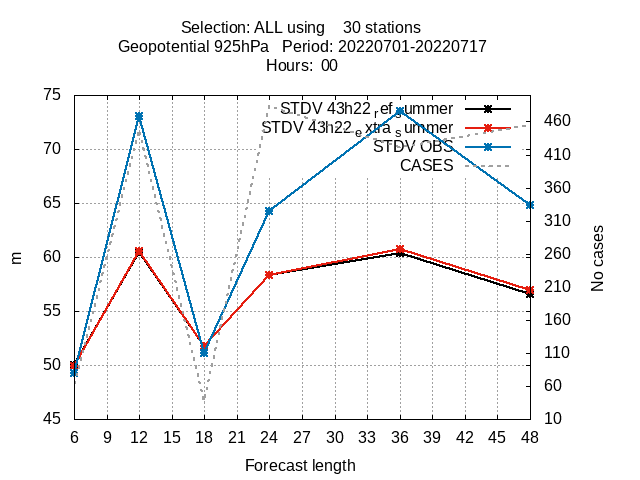 Selection: ALL using    30 stations
Geopotential 925hPa   Period: 20220701-20220717
Hours:  00
STDV 43h22_ref_summer
STDV 43h22_extra_summer
STDV OBS
CASES
75
70
65
60
55
50
45
m
460
410
360
310
260
210
160
110
60
10
No cases
6 9 12 15 18 21 24 27 30 33 36 39 42 45 48
Forecast length